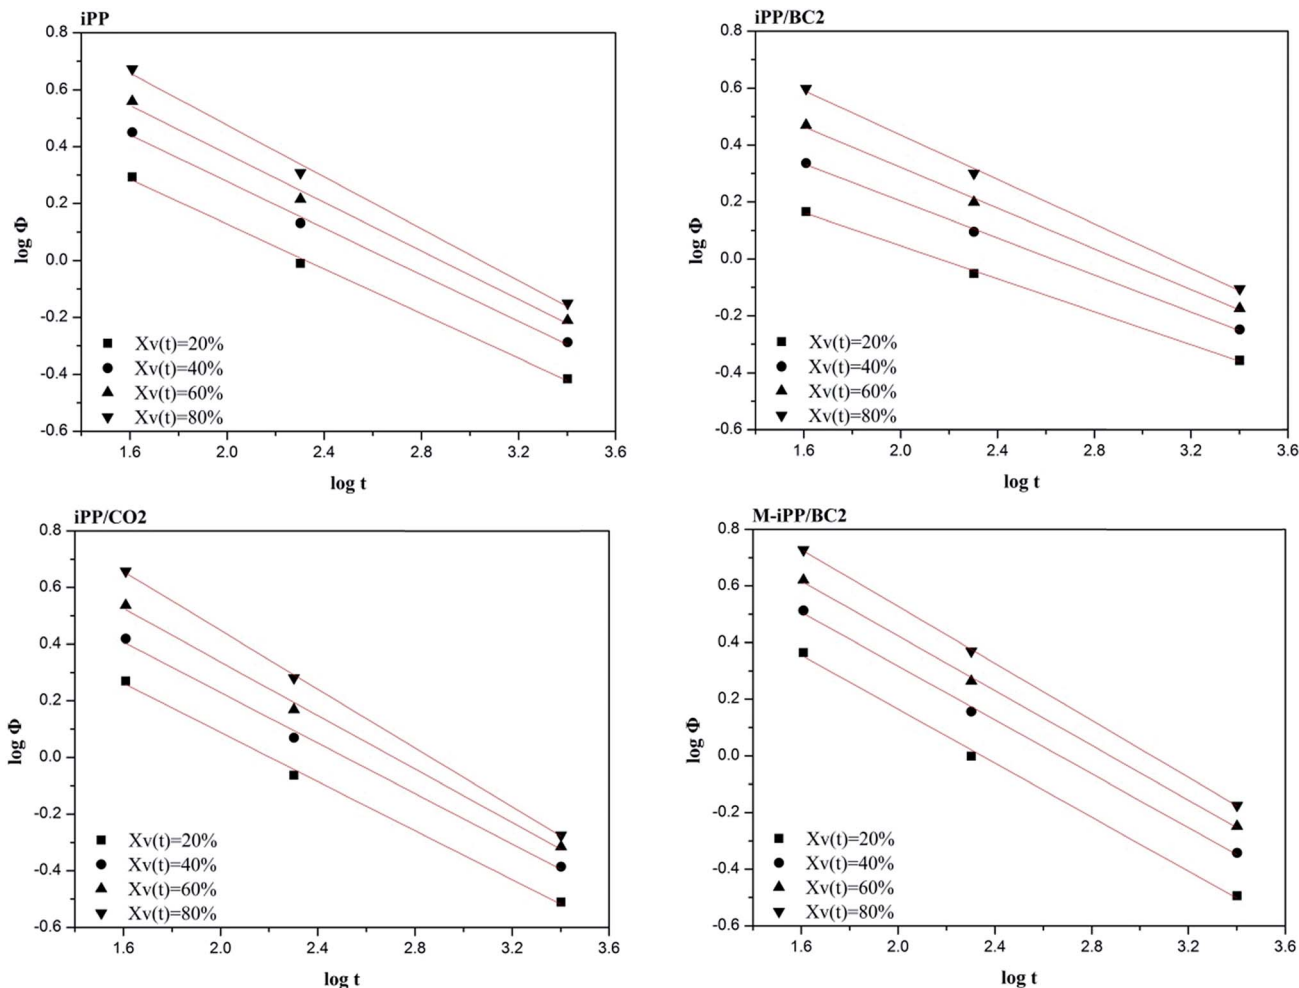 iPP
0.8
0.6
0.4
0.2
0.0
-0.2
-0.4
-0.6
log Φ
Xv(t)=20%
Xv(t)=40%
Xv(t)=60%
Xv(t)=80%
1.6 2.0 2.4 2.8 3.2 3.6
log t
iPP/BC2
0.8
0.6
0.4
0.2
0.0
-0.2
-0.4
-0.6
log Φ
Xv(t)=20%
Xv(t)=40%
Xv(t)=60%
Xv(t)=80%
1.6 2.0 2.4 2.8 3.2 3.6
log t
iPP/CO2
0.8
0.6
0.4
0.2
0.0
-0.2
-0.4
-0.6
log Φ
Xv(t)=20%
Xv(t)=40%
Xv(t)=60%
Xv(t)=80%
1.6 2.0 2.4 2.8 3.2 3.6
log t
M-iPP/BC2
0.8
0.6
0.4
0.2
0.0
-0.2
-0.4
-0.6
log Φ
Xv(t)=20%
Xv(t)=40%
Xv(t)=60%
Xv(t)=80%
1.6 2.0 2.4 2.8 3.2 3.6
log t